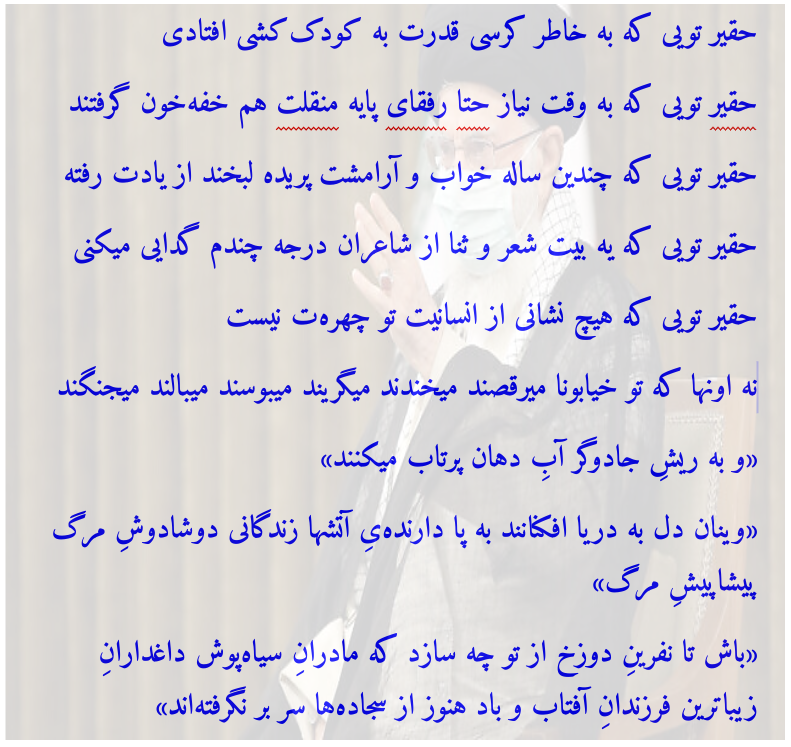 حقیر تویی که به خاطر کرسی قدرت به کودک‌کشی افتادی
حقیر تویی که به وقت نیاز حتا رفقای پایه منقلت هم خفه‌خون گرفتند
حقیر تویی که چندین ساله خواب و آرامشت پریده لبخند از یادت رفته
حقیر تویی که یه بیت شعر و ثنا از شاعران درجه چندم گدایی میکنی
حقیر تویی که هیچ نشانی از انسانیت تو چهره‌ت نیست
نه اونها که تو خیابونا میرقصند میخندند میگریند میبوسند میبالند میجنگند
«و به ریشِ جادوگر آبِ دهان پرتاب میکنند»
«وینان دل به دریا افکنانند به پا دارنده‌یِ آتشها زندگانی دوشادوشِ مرگ
پیشاپیشِ مرگ»
«باش تا نفرینِ دوزخ از تو چه سازد که مادرانِ سیاه‌پوش داغدارانِ
زیباترین فرزندانِ آفتاب و باد هنوز از سجاده‌ها سر بر نگرفته‌اند»